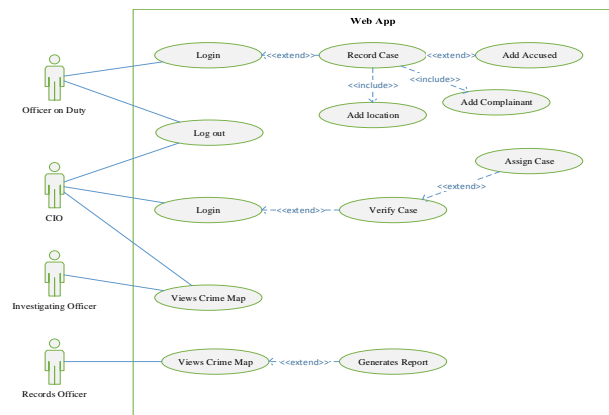 Web App
Login
<<extend>>
Record Case
<<extend>>
Add Accused
<<include>>
<<include>>
Officer on Duty
Add location
Add Complainant
Log out
Assign Case
<<extend>>
CIO
Login
<<extend>>
Verify Case
Investigating Officer
Views Crime Map
Views Crime Map
<<extend>>
Generates Report
Records Officer